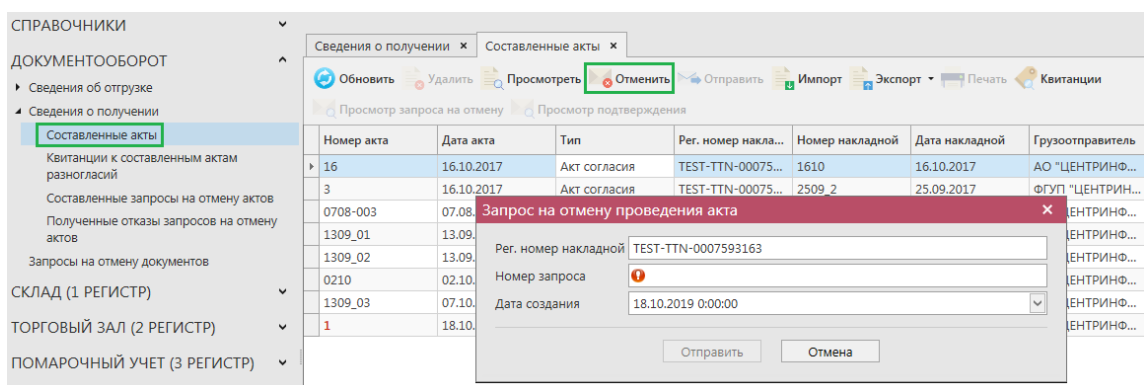 СПРАВОЧНИКИ
ДОКУМЕНТООБОРОТ
Сведения об отгрузке
Сведения о получении
Составленные акты
Квитанции к составленным актам
разногласий
Составленные запросы на отмену актов
Полученные отказы запросов на отмену
актов
Запросы на отмену документов
СКЛАД (1 РЕГИСТР)
ТОРГОВЫЙ ЗАЛ (2 РЕГИСТР)
ПОМАРОЧНЫЙ УЧЕТ (3 РЕГИСТР)
Сведения о получении × Составленные акты ×
Обновить Удалить Просмотреть Отменить Отправить Импорт Экспорт Печать Квитанции
Просмотр запроса на отмену Просмотр подтверждения
Номер акта Дата акта Тип Рег. номер накла... Номер накладной Дата накладной Грузоотправитель
16 16.10.2017 Акт согласия TEST-TTN-00075... 1610 16.10.2017 АО "ЦЕНТРИНФ...
3 16.10.2017 Акт согласия TEST-TTN-00075... 2509_2 25.09.2017 ФГУП "ЦЕНТРИН...
0708-003 07.08. ЕНТРИНФ...
1309_01 13.09. ЕНТРИНФ...
1309_02 13.09. ЕНТРИНФ...
0210 02.10. ЕНТРИНФ...
1309_03 07.10. ЕНТРИНФ...
1 18.10. ЕНТРИНФ...
Запрос на отмену проведения акта ×
Рег. номер накладной TEST-TTN-0007593163
Номер запроса
Дата создания 18.10.2019 0:00:00
Отправить Отмена